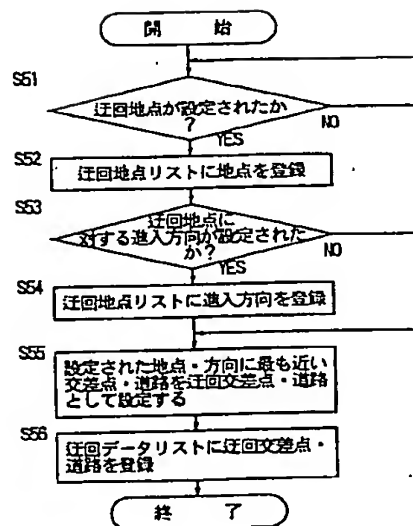 開 始
S51
迂回地点が設定されたか
?
YES
NO
S52
迂回地点リストに地点を登録
S53
迂回地点に
対する進入方向が設定された
か?
YES
NO
S54
迂回地点リストに進入方向を登録
S55
設定された地点・方向に最も近い
交差点・道路を迂回交差点・道路
として設定する
S56
迂回データリストに迂回交差点・
道路を登録
終 了